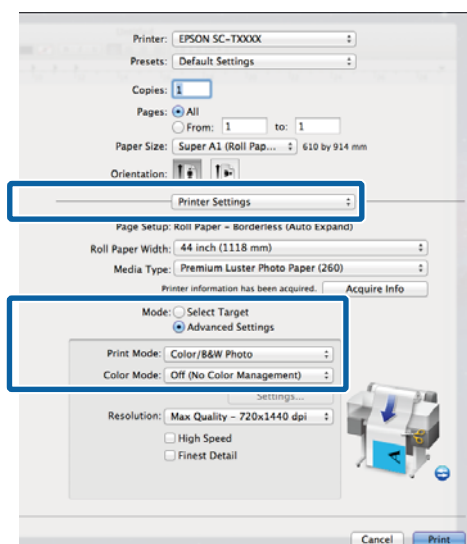 Printer: EPSON SC-TXXXX
Presets: Default Settings
Copies: 1
Pages: All
From: 1 to: 1
Paper Size: Super A1 (Roll Pap... 610 by 914 mm
Orientation:
Printer Settings
Page Setup: Roll Paper - Borderless (Auto Expand)
Roll Paper Width: 44 inch (1118 mm)
Media Type: Premium Luster Photo Paper (260)
Printer information has been acquired. Acquire Info
Mode: Select Target
Advanced Settings
Print Mode: Color/B&W Photo
Color Mode: Off (No Color Management)
Settings...
Resolution: Max Quality - 720x1440 dpi
High Speed
Finest Detail
Cancel Print